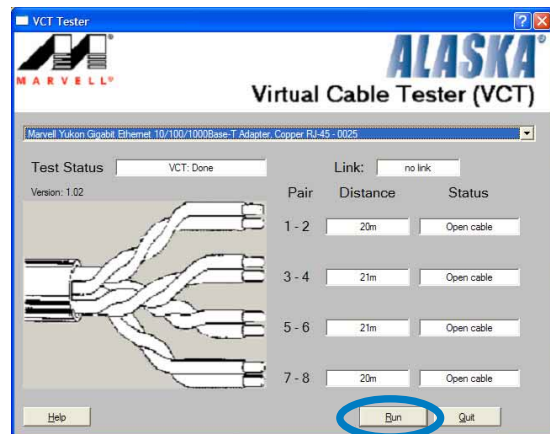 VCT Tester
MARVELL®
ALASKA®
Virtual Cable Tester (VCT)
Marvell Yukon Gigabit Ethernet 10/100/1000Base-T Adapter, Copper RJ-45 - 0025
Test Status VCT: Done Link: no link
Version: 1.02
Pair Distance Status
1 - 2 20m Open cable
3 - 4 21m Open cable
5 - 6 21m Open cable
7 - 8 20m Open cable
Help Run Quit